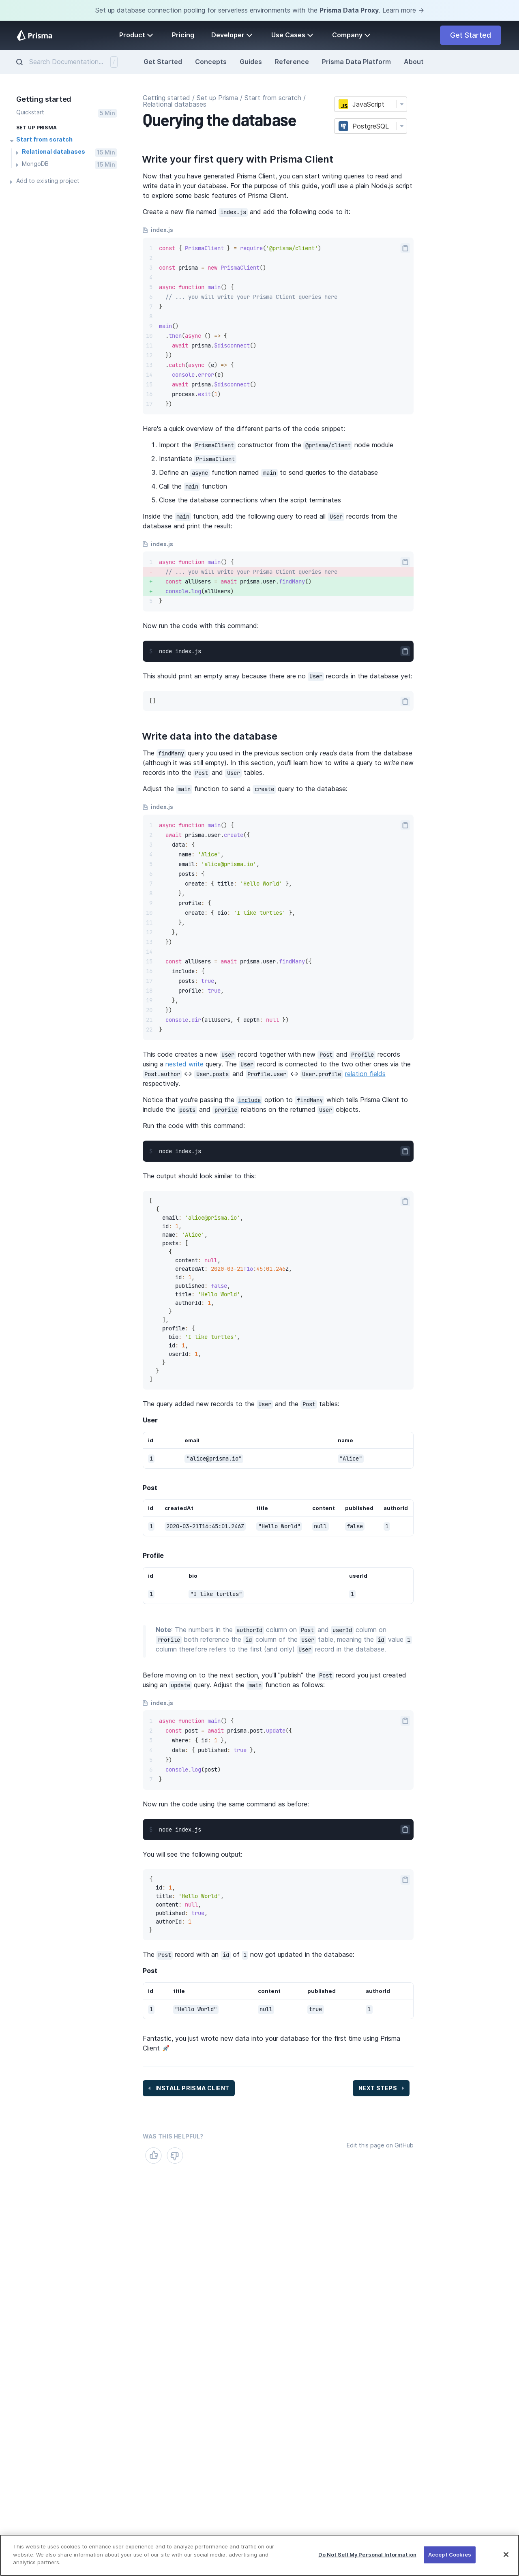 Set up database connection pooling for serverless environments with the Prisma Data Proxy. Learn more →
Prisma
Product
Pricing
Developer
Use Cases
Company
Get Started
Search Documentation...
/
Get Started
Concepts
Guides
Reference
Prisma Data Platform
About
Getting started
Quickstart
5 Min
SET UP PRISMA
Start from scratch
Relational databases
15 Min
MongoDB
15 Min
Add to existing project
Getting started / Set up Prisma / Start from scratch /
Relational databases
JavaScript
PostgreSQL
Querying the database
Write your first query with Prisma Client
Now that you have generated Prisma Client, you can start writing queries to read and
write data in your database. For the purpose of this guide, you'll use a plain Node.js script
to explore some basic features of Prisma Client.
Create a new file named index.js and add the following code to it:
index.js
1 const { PrismaClient } = require('@prisma/client')
2
3 const prisma = new PrismaClient()
4
5 async function main() {
6 // ... you will write your Prisma Client queries here
7 }
8
9 main()
10 .then(async () => {
11 await prisma.$disconnect()
12 })
13 .catch(async (e) => {
14 console.error(e)
15 await prisma.$disconnect()
16 process.exit(1)
17 })
Here's a quick overview of the different parts of the code snippet:
1. Import the PrismaClient constructor from the @prisma/client node module
2. Instantiate PrismaClient
3. Define an async function named main to send queries to the database
4. Call the main function
5. Close the database connections when the script terminates
Inside the main function, add the following query to read all User records from the
database and print the result:
index.js
1 async function main() {
- // ... you will write your Prisma Client queries here
+ const allUsers = await prisma.user.findMany()
+ console.log(allUsers)
}
Now run the code with this command:
$ node index.js
This should print an empty array because there are no User records in the database yet:
[]
Write data into the database
The findMany query you used in the previous section only reads data from the database
(although it was still empty). In this section, you'll learn how to write a query to write new
records into the Post and User tables.
Adjust the main function to send a create query to the database:
index.js
1 async function main() {
2 await prisma.user.create({
3 data: {
4 name: 'Alice',
5 email: 'alice@prisma.io',
6 posts: {
7 create: { title: 'Hello World' },
8 },
9 profile: {
10 create: { bio: 'I like turtles' },
11 },
12 },
13 })
14
15 const allUsers = await prisma.user.findMany({
16 include: {
17 posts: true,
18 profile: true,
19 },
20 })
21 console.dir(allUsers, { depth: null })
22 }
This code creates a new User record together with new Post and Profile records
using a nested write query. The User record is connected to the two other ones via the
Post.author ↔ User.posts and Profile.user ↔ User.profile relation fields
respectively.
Notice that you're passing the include option to findMany which tells Prisma Client to
include the posts and profile relations on the returned User objects.
Run the code with this command:
$ node index.js
The output should look similar to this:
[
{
email: 'alice@prisma.io',
id: 1,
name: 'Alice',
posts: [
{
content: null,
createdAt: 2020-03-21T16:45:01.246Z,
id: 1,
published: false,
title: 'Hello World',
authorId: 1,
}
],
profile: {
bio: 'I like turtles',
id: 1,
userId: 1,
}
}
]
The query added new records to the User and the Post tables:
User
id email name
1 "alice@prisma.io" "Alice"
Post
id createdAt title content published authorId
1 2020-03-21T16:45:01.246Z "Hello World" null false 1
Profile
id bio userId
1 "I like turtles" 1
Note: The numbers in the authorId column on Post and userId column on
Profile both reference the id column of the User table, meaning the id value 1
column therefore refers to the first (and only) User record in the database.
Before moving on to the next section, you'll "publish" the Post record you just created
using an update query. Adjust the main function as follows:
index.js
1 async function main() {
2 const post = await prisma.post.update({
3 where: { id: 1 },
4 data: { published: true },
5 })
6 console.log(post)
7 }
Now run the code using the same command as before:
$ node index.js
You will see the following output:
{
id: 1,
title: 'Hello World',
content: null,
published: true,
authorId: 1
}
The Post record with an id of 1 now got updated in the database:
Post
id title content published authorId
1 "Hello World" null true 1
Fantastic, you just wrote new data into your database for the first time using Prisma
Client 🚀
‹ INSTALL PRISMA CLIENT
NEXT STEPS ›
WAS THIS HELPFUL?
Edit this page on GitHub
This website uses cookies to enhance user experience and to analyze performance and traffic on our
website. We also share information about your use of our site with our social media, advertising and
analytics partners.
Do Not Sell My Personal Information
Accept Cookies